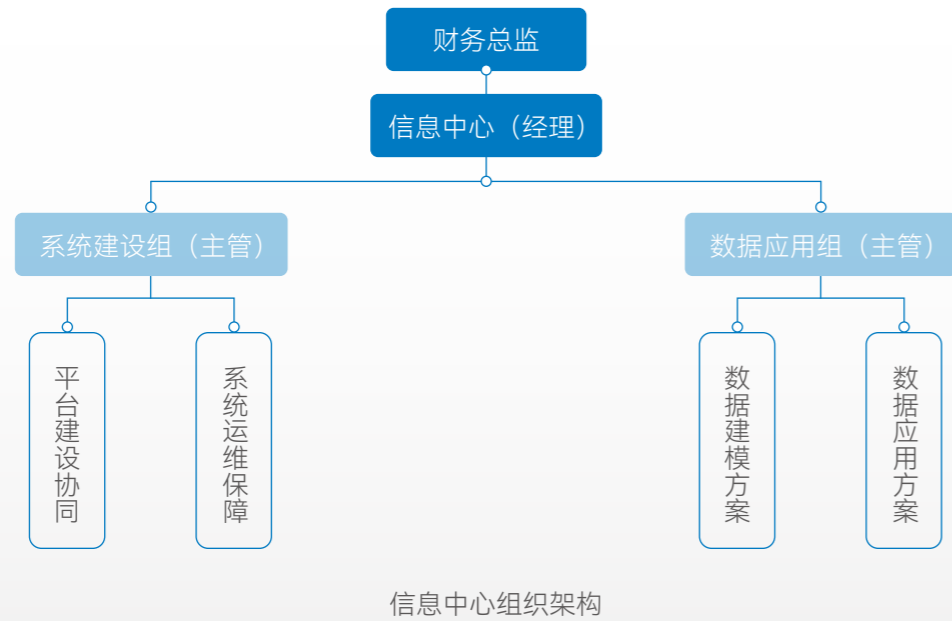 财务总监
信息中心（经理）
系统建设组（主管）
数据应用组（主管）
平台建设协同
系统运维保障
数据建模方案
数据应用方案
信息中心组织架构